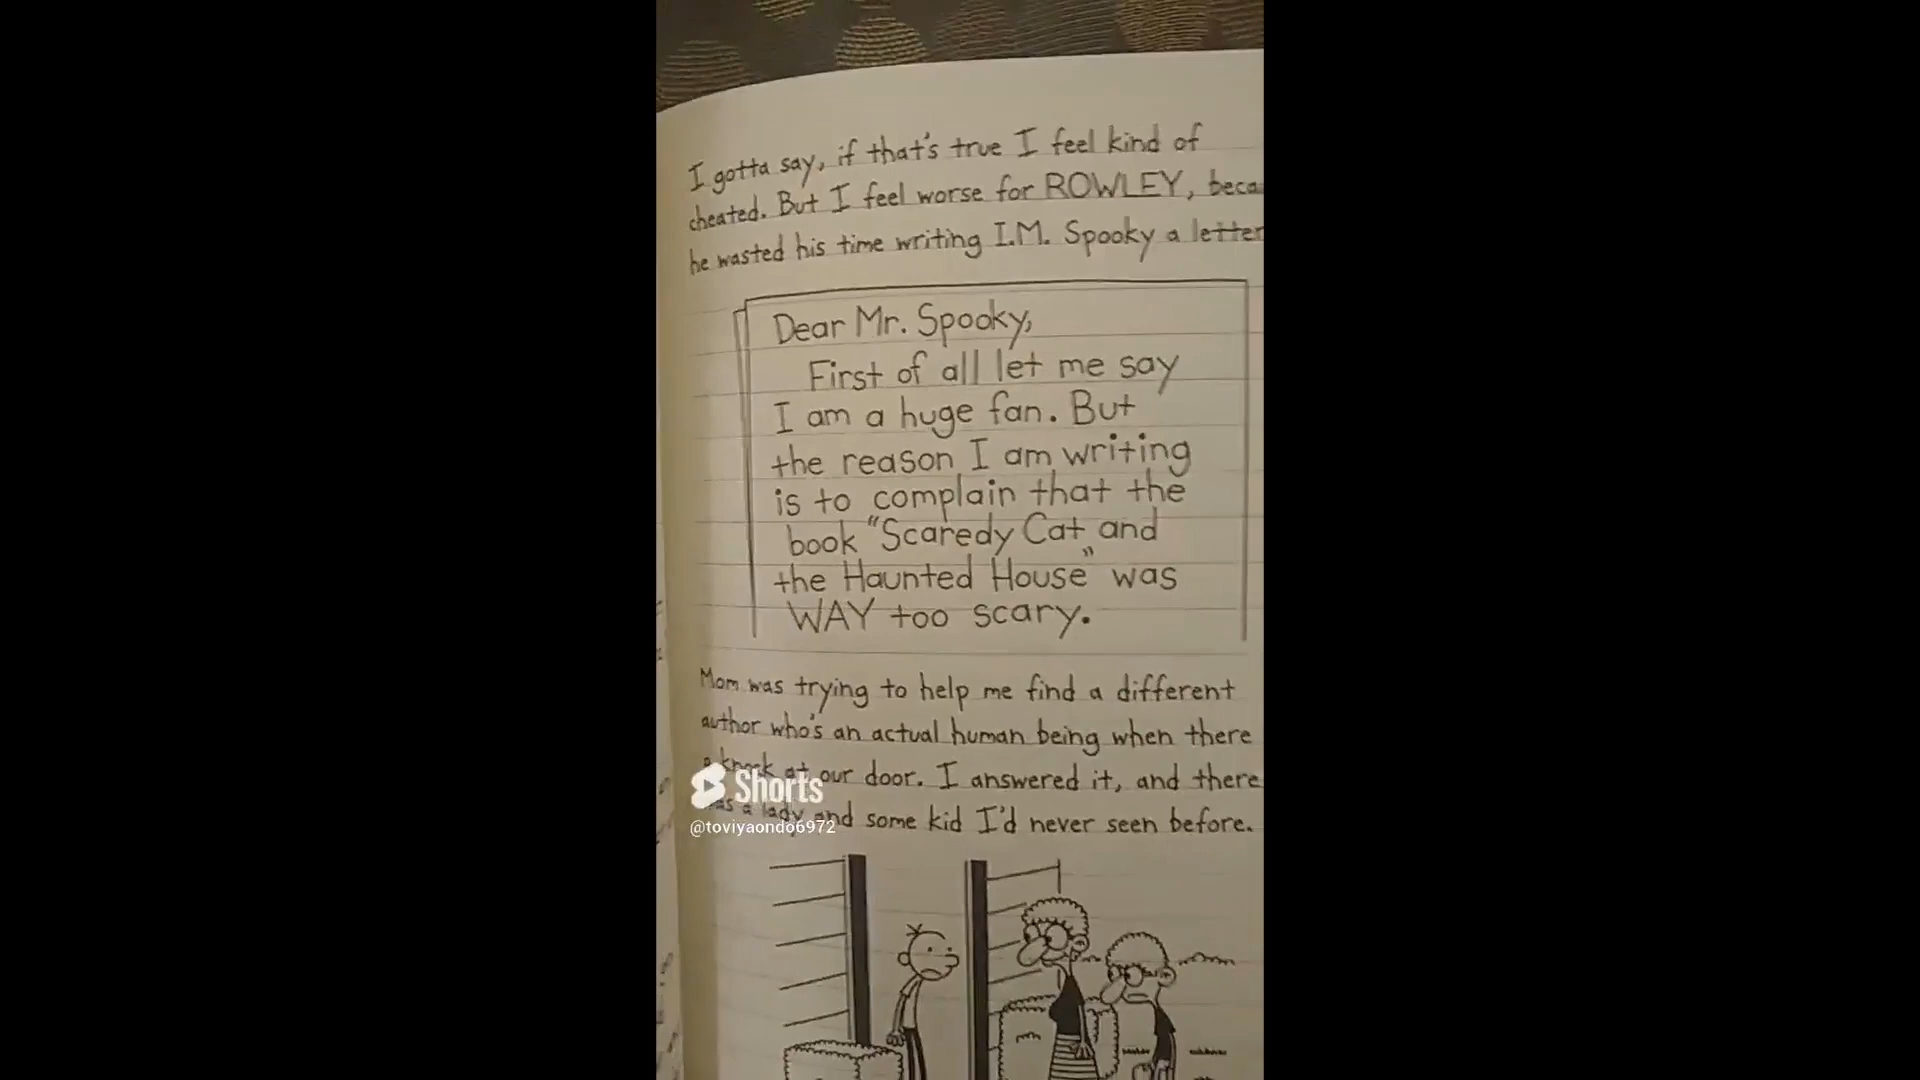 I gotta say, if that's true I feel kind of
cheated. But I feel worse for ROWLEY, beca
he wasted his time writing I.M. Spooky a letter
Dear Mr. Spooky,
First of all let me say
I am a huge fan. But
the reason I am writing
is to complain that the
book "Scaredy Cat and
the Haunted House" was
WAY too scary.
Mom was trying to help me find a different
author who's an actual human being when there
a knock at our door. I answered it, and there
was a lady and some kid I'd never seen before.
Shorts
@toviyaondo6972